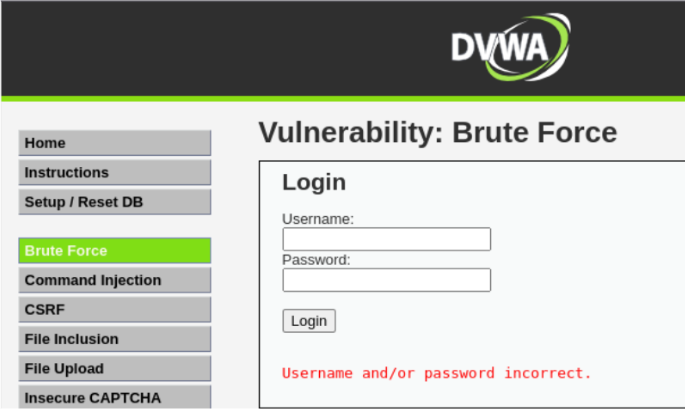 DVWA
Home
Instructions
Setup / Reset DB
Brute Force
Command Injection
CSRF
File Inclusion
File Upload
Insecure CAPTCHA
Vulnerability: Brute Force
Login
Username:
Password:
Login
Username and/or password incorrect.